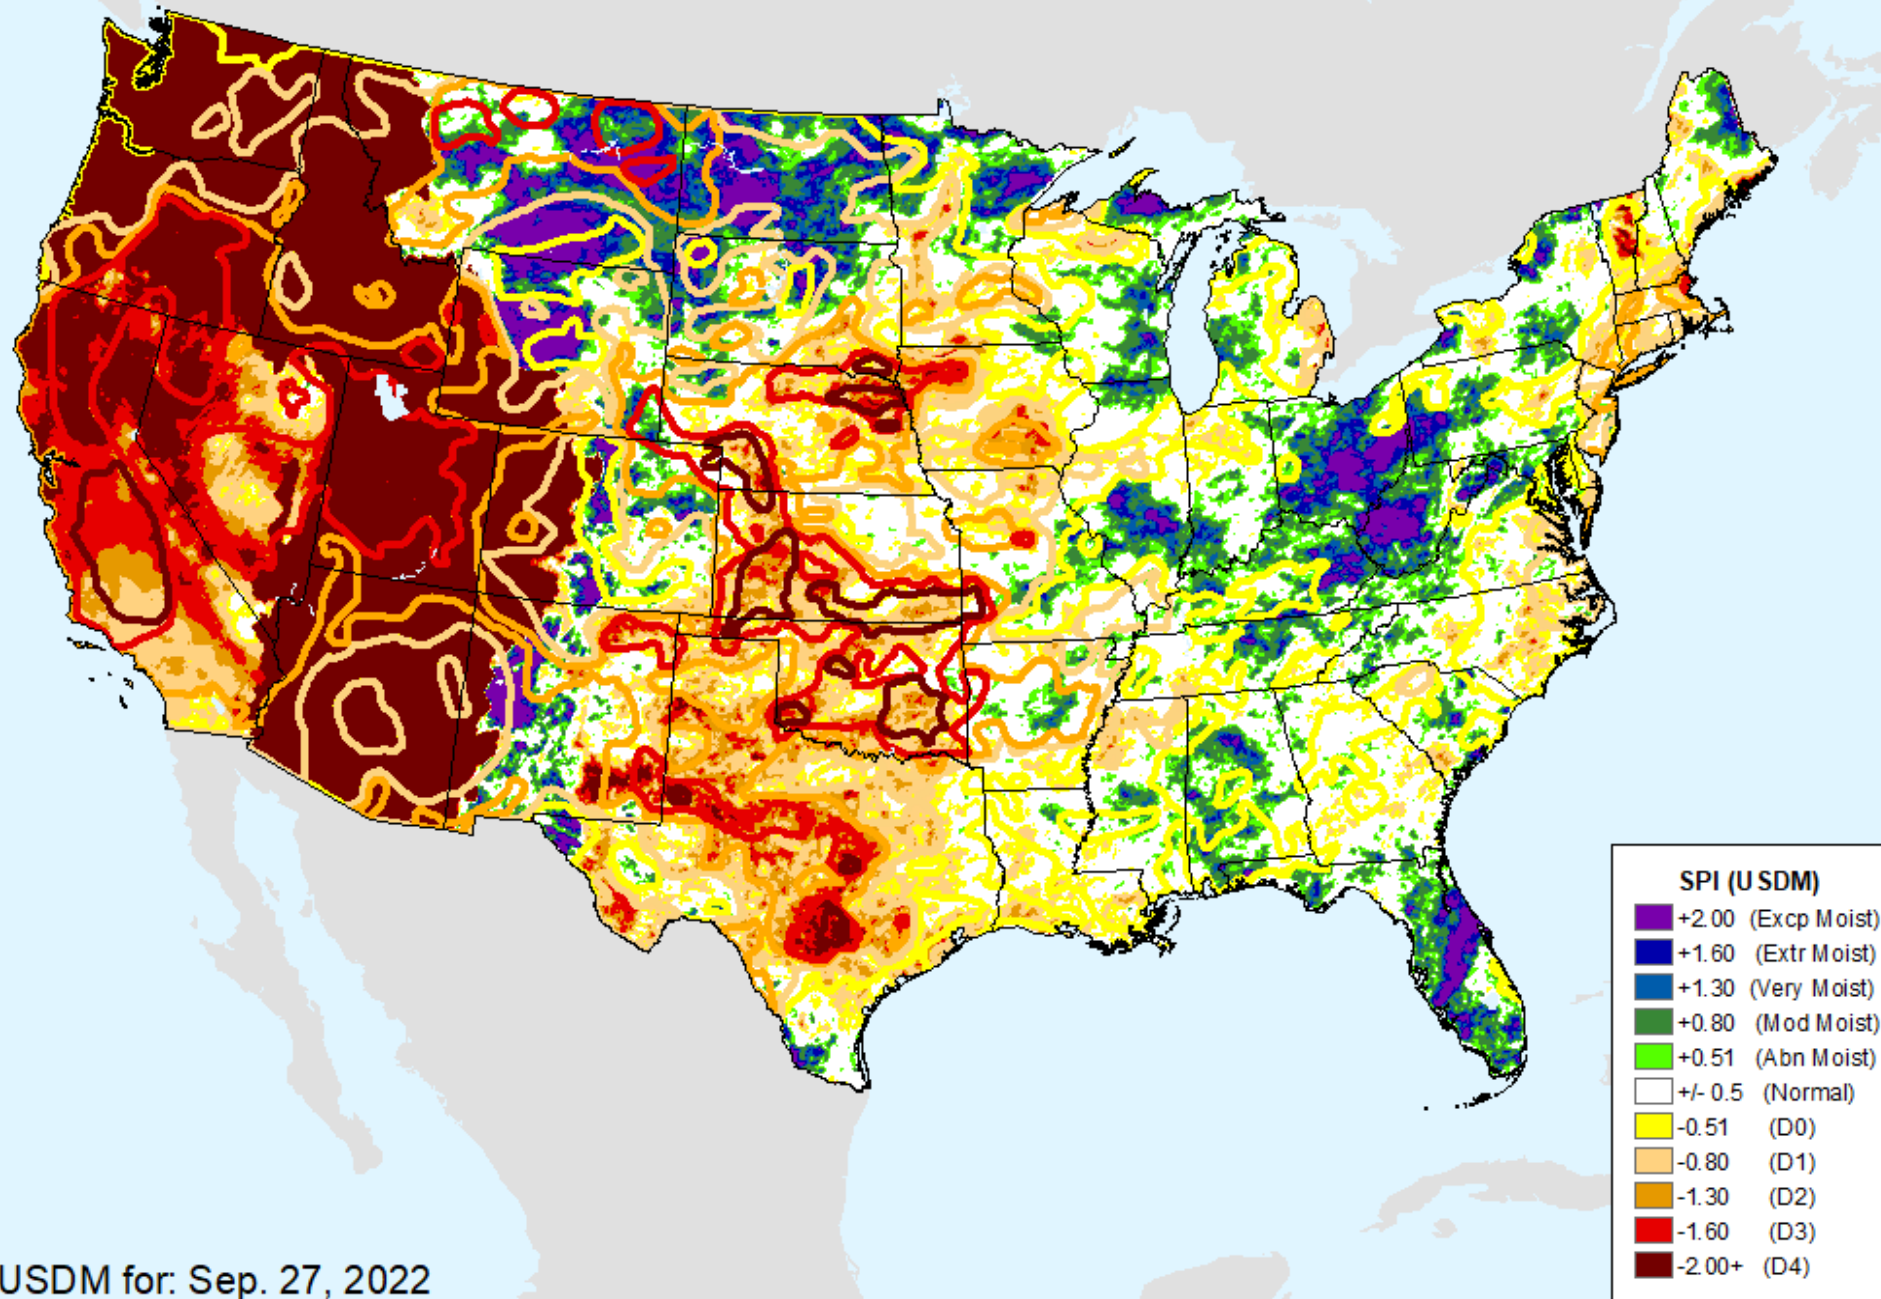 SPI (USDM)
+2.00 (Excp Moist)
+1.60 (Extr Moist)
+1.30 (Very Moist)
+0.80 (Mod Moist)
+0.51 (Abn Moist)
+/- 0.5 (Normal)
-0.51 (D0)
-0.80 (D1)
-1.30 (D2)
-1.60 (D3)
-2.00+ (D4)
USDM for: Sep. 27, 2022